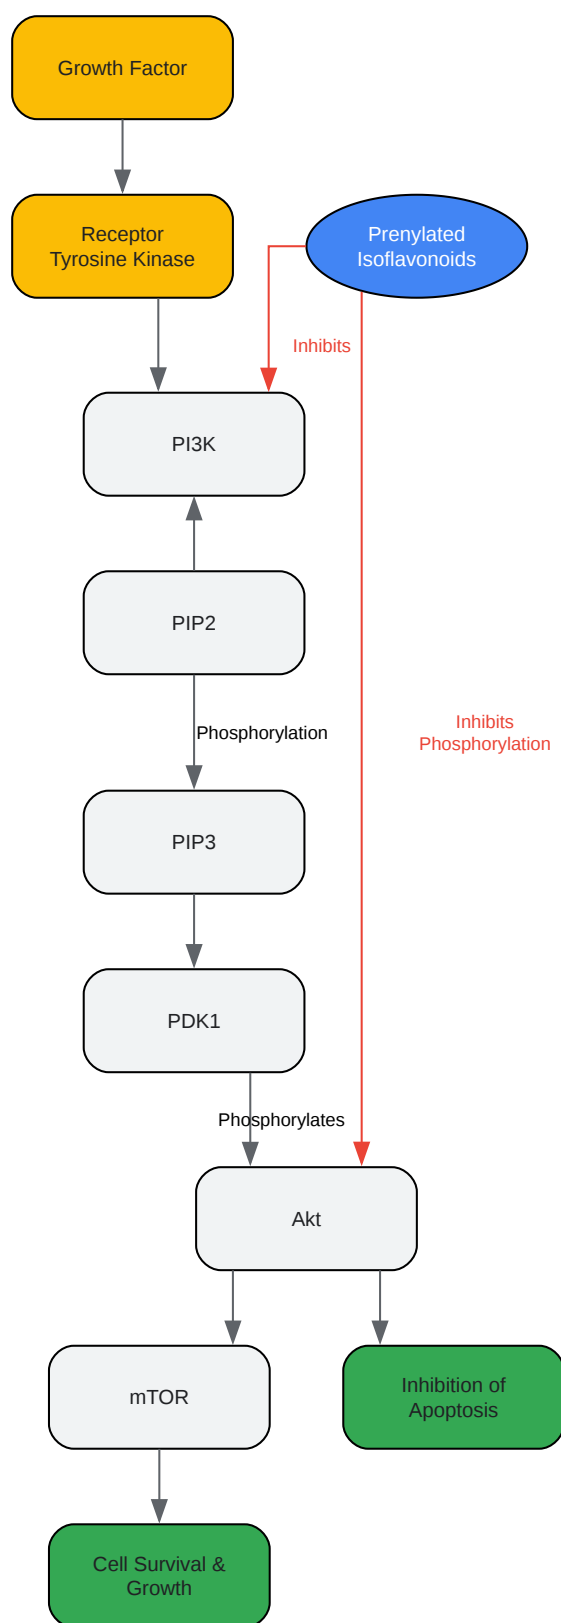 Growth Factor
Receptor
Tyrosine Kinase
Prenylated
Isoflavonoids
Inhibits
PI3K
PIP2
Inhibits
Phosphorylation
Phosphorylation
PIP3
PDK1
Phosphorylates
Akt
mTOR
Inhibition of
Apoptosis
Cell Survival &
Growth